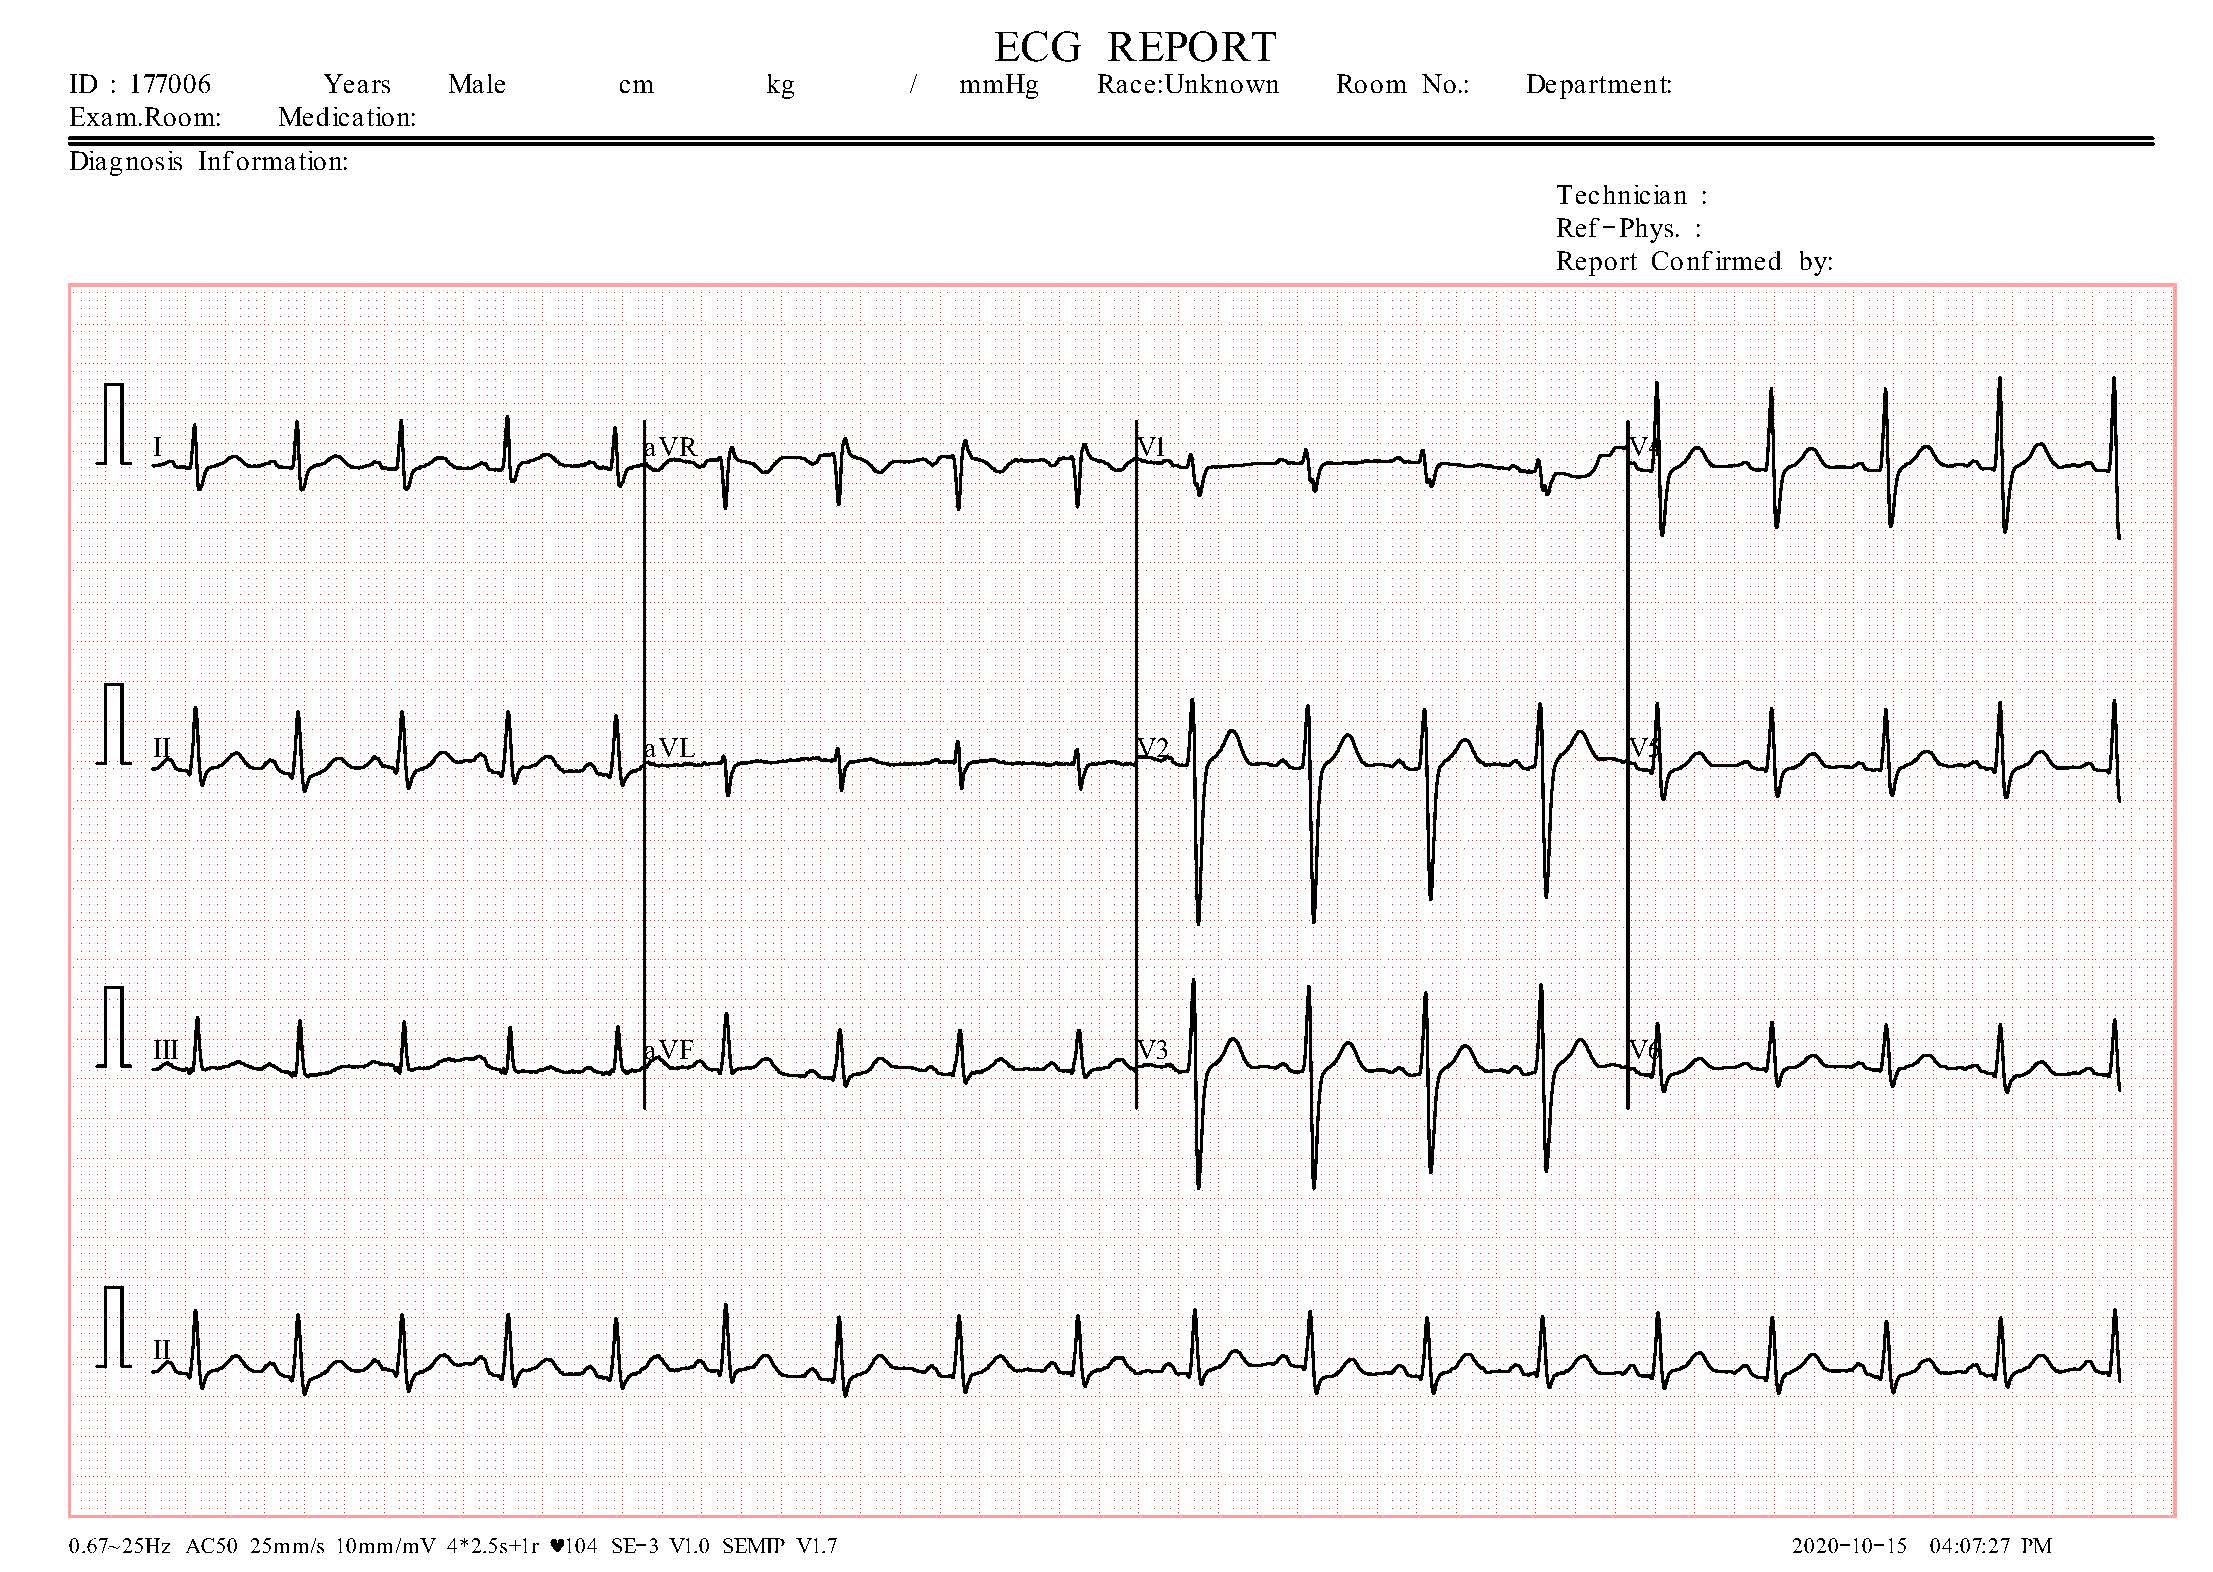 ECG REPORT
ID : 177006 Years Male cm kg / mmHg Race:Unknown Room No.: Department:
Exam.Room: Medication:
Diagnosis Information:
Technician :
Ref-Phys. :
Report Confirmed by:
I aVR V1 V4
II aVL V2 V5
III aVF V3 V6
II
0.67~25Hz AC50 25mm/s 10mm/mV 4*2.5s+1r ♥104 SE-3 V1.0 SEMIP V1.7 2020-10-15 04:07:27 PM